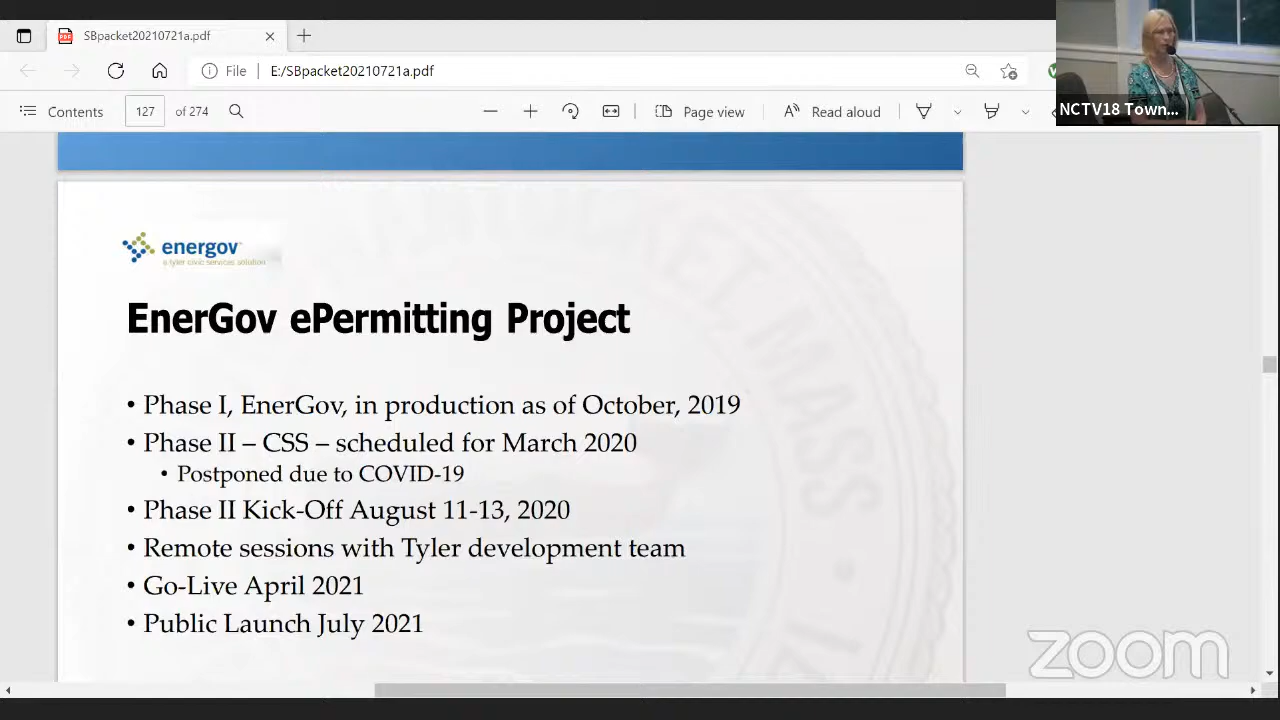 SBpacket20210721a.pdf
File E:/SBpacket20210721a.pdf
Contents 127 of 274 Page view Read aloud
NCTV18 Town...
energov
a tyler civic services solution
EnerGov ePermitting Project
• Phase I, EnerGov, in production as of October, 2019
• Phase II – CSS – scheduled for March 2020
• Postponed due to COVID-19
• Phase II Kick-Off August 11-13, 2020
• Remote sessions with Tyler development team
• Go-Live April 2021
• Public Launch July 2021
MASS
zoom